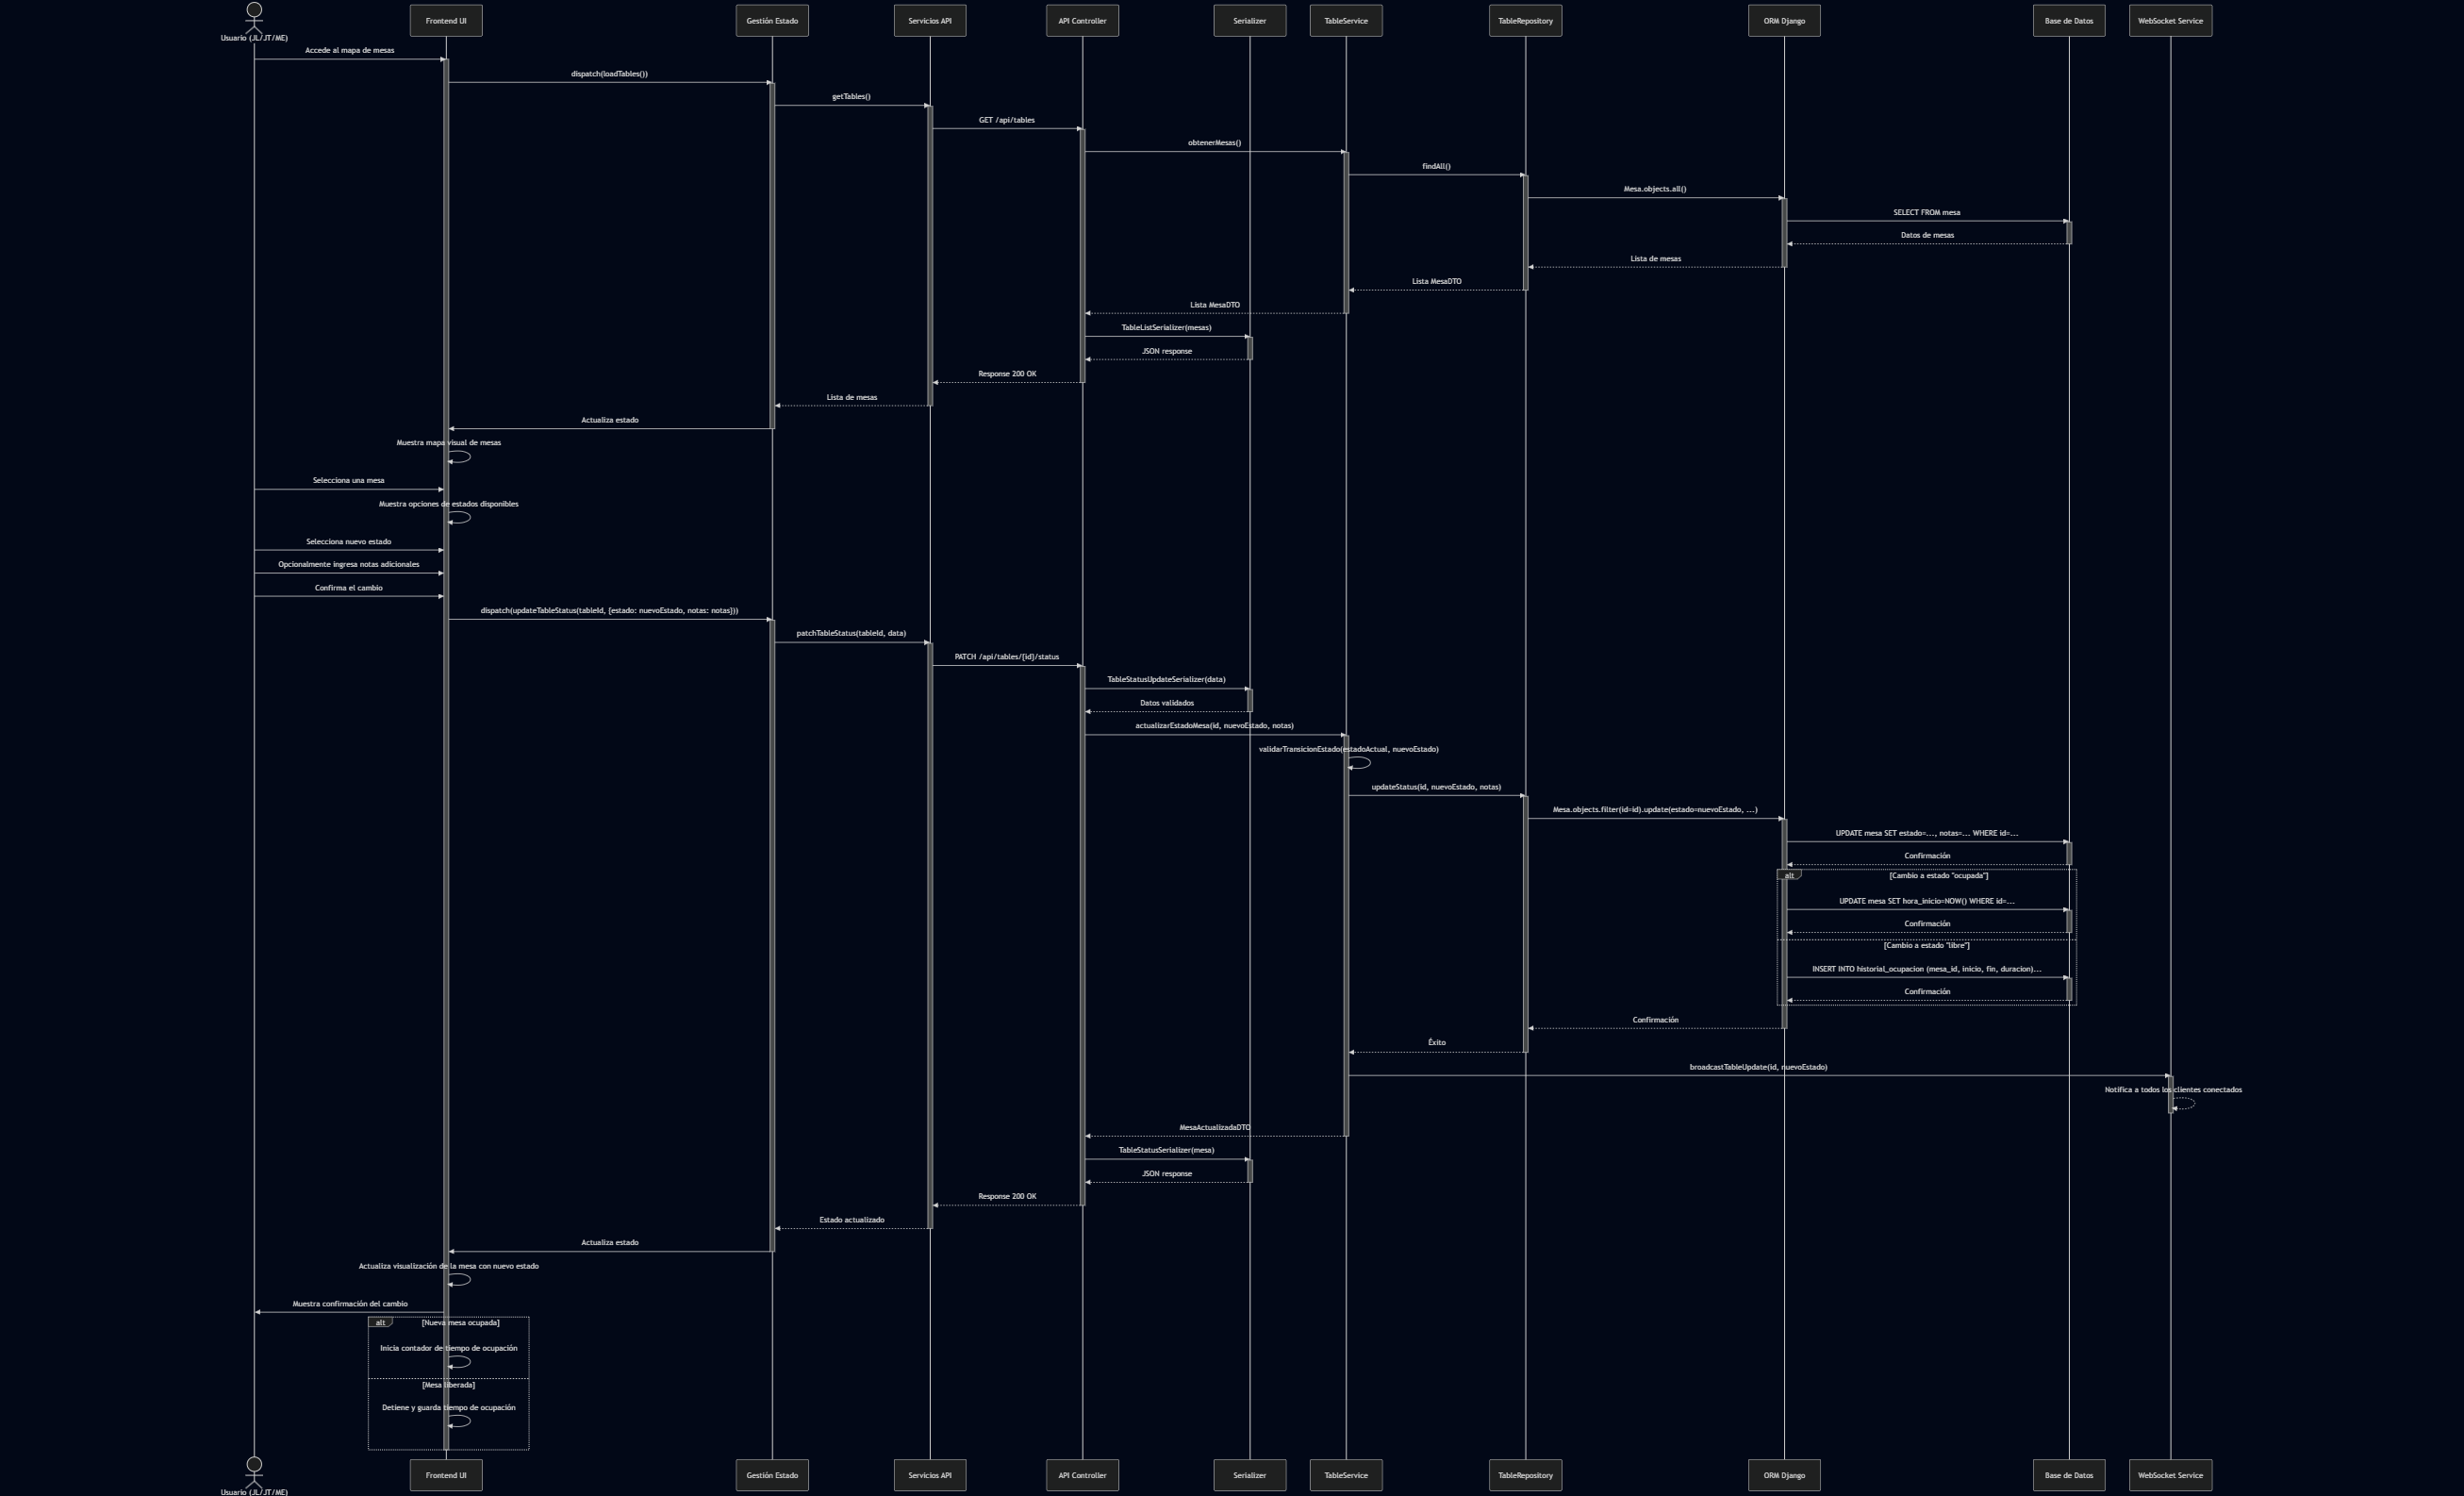 Usuario (JL/JT/ME)
Frontend UI
Gestión Estado
Servicios API
API Controller
Serializer
TableService
TableRepository
ORM Django
Base de Datos
WebSocket Service
Accede al mapa de mesas
dispatch(loadTables())
getTables()
GET /api/tables
obtenerMesas()
findAll()
Mesa.objects.all()
SELECT FROM mesa
Datos de mesas
Lista de mesas
Lista MesaDTO
Lista MesaDTO
TableListSerializer(mesas)
JSON response
Response 200 OK
Lista de mesas
Actualiza estado
Muestra mapa visual de mesas
Selecciona una mesa
Muestra opciones de estados disponibles
Selecciona nuevo estado
Opcionalmente ingresa notas adicionales
Confirma el cambio
dispatch(updateTableStatus(tableId, {estado: nuevoEstado, notas: notas}))
patchTableStatus(tableId, data)
PATCH /api/tables/[id]/status
TableStatusUpdateSerializer(data)
Datos validados
actualizarEstadoMesa(id, nuevoEstado, notas)
validarTransicionEstado(estadoActual, nuevoEstado)
updateStatus(id, nuevoEstado, notas)
Mesa.objects.filter(id=id).update(estado=nuevoEstado, ...)
UPDATE mesa SET estado=..., notas=... WHERE id=...
Confirmación
alt
[Cambio a estado "ocupada"]
UPDATE mesa SET hora_inicio=NOW() WHERE id=...
Confirmación
[Cambio a estado "libre"]
INSERT INTO historial_ocupacion (mesa_id, inicio, fin, duracion)...
Confirmación
Confirmación
Éxito
broadcastTableUpdate(id, nuevoEstado)
Notifica a todos los clientes conectados
MesaActualizadaDTO
TableStatusSerializer(mesa)
JSON response
Response 200 OK
Estado actualizado
Actualiza estado
Actualiza visualización de la mesa con nuevo estado
Muestra confirmación del cambio
alt
[Nueva mesa ocupada]
Inicia contador de tiempo de ocupación
[Mesa liberada]
Detiene y guarda tiempo de ocupación
Usuario (JL/JT/ME)
Frontend UI
Gestión Estado
Servicios API
API Controller
Serializer
TableService
TableRepository
ORM Django
Base de Datos
WebSocket Service